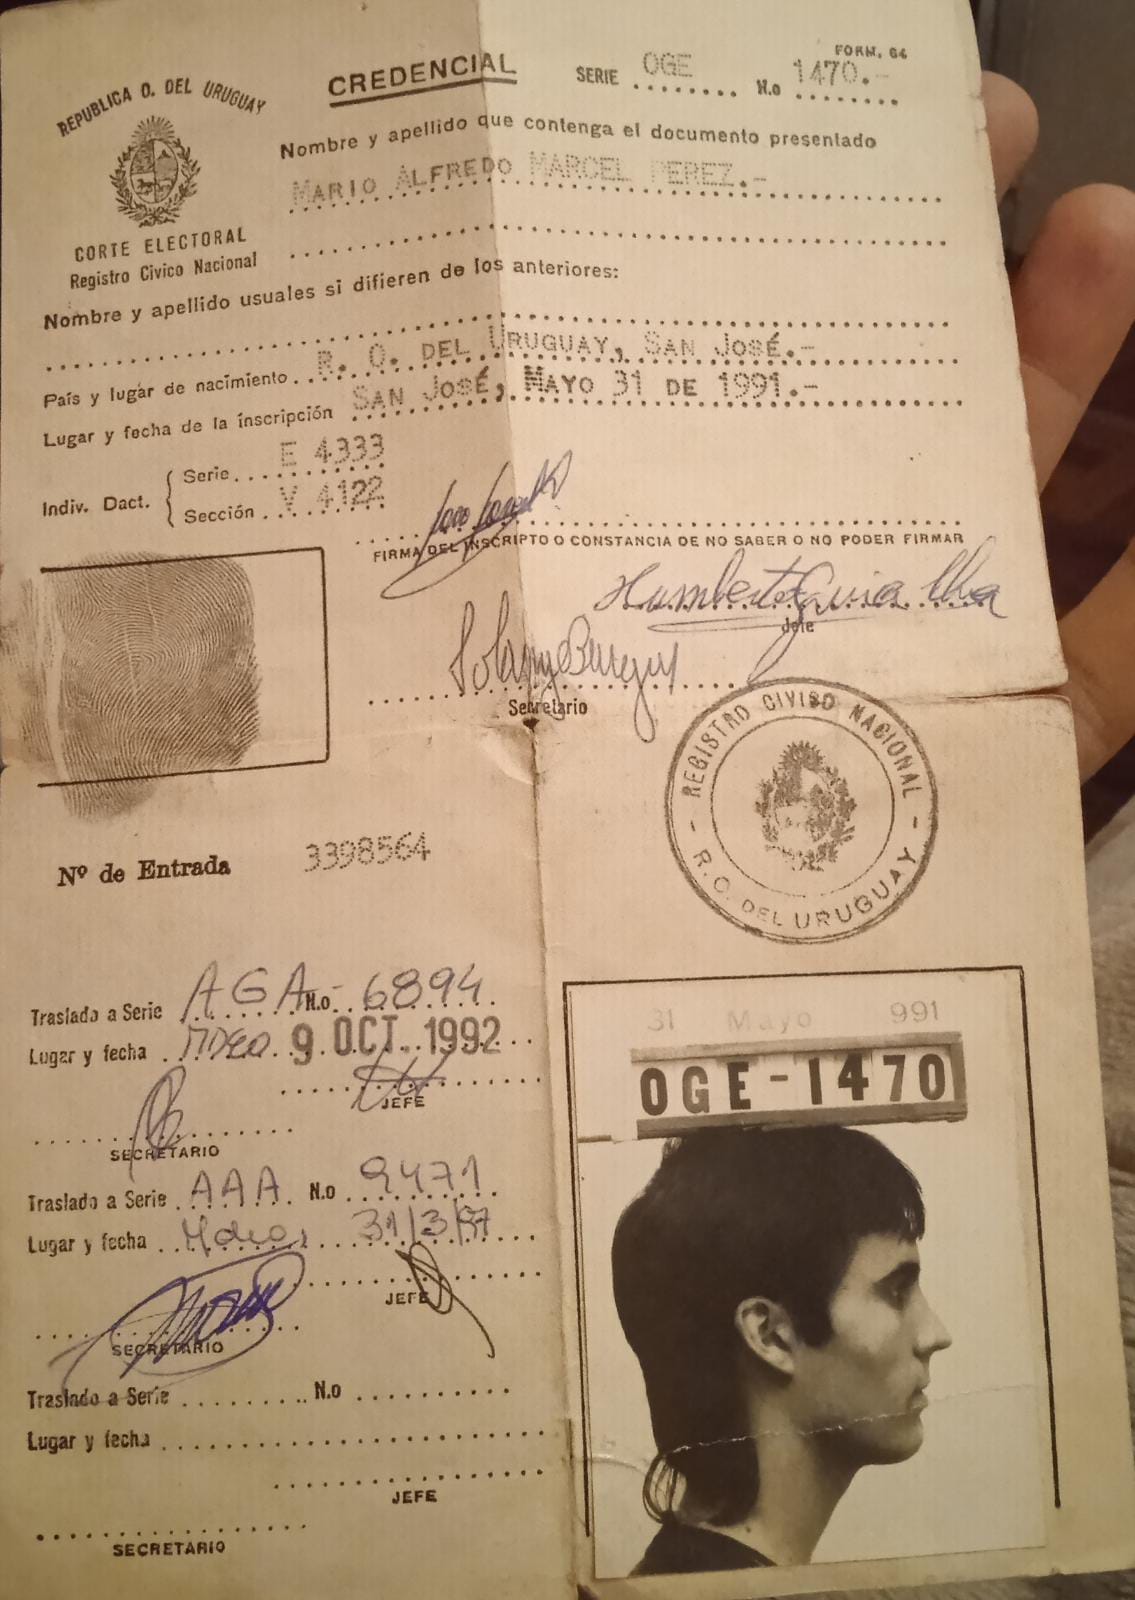 FORM. 64
CREDENCIAL SERIE OGE N.o 1470.-
REPUBLICA O. DEL URUGUAY
CORTE ELECTORAL
Registro Civico Nacional
Nombre y apellido que contenga el documento presentado
MARIO ALFREDO MARCEL PEREZ.-
Nombre y apellido usuales si difieren de los anteriores:
País y lugar de nacimiento R. O. DEL URUGUAY, SAN JOSÉ.-
Lugar y fecha de la inscripción SAN JOSÉ, MAYO 31 DE 1991.-
Indiv. Dact.
Serie E 4333
Sección V 4122
FIRMA DEL INSCRIPTO O CONSTANCIA DE NO SABER O NO PODER FIRMAR
Jefe
Secretario
REGISTRO CIVICO NACIONAL - R. O. DEL URUGUAY -
Nº de Entrada 3398564
Traslado a Serie AGA N.o 6894
Lugar y fecha MDEO. 9 OCT. 1992
JEFE
SECRETARIO
Traslado a Serie AAA N.o 9471
Lugar y fecha 31/3/97
JEFE
SECRETARIO
Traslado a Serie N.o
Lugar y fecha
JEFE
SECRETARIO
31 Mayo 991
OGE-1470